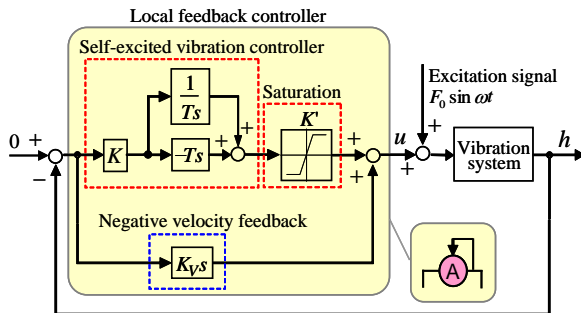 Local feedback controller
Self-excited vibration controller
1
Ts
Saturation
K'
Excitation signal
F₀ sin ωt
0
+
−
K
-Ts
+
+
+
+
u
+
+
Vibration
system
h
Negative velocity feedback
K_V s
A